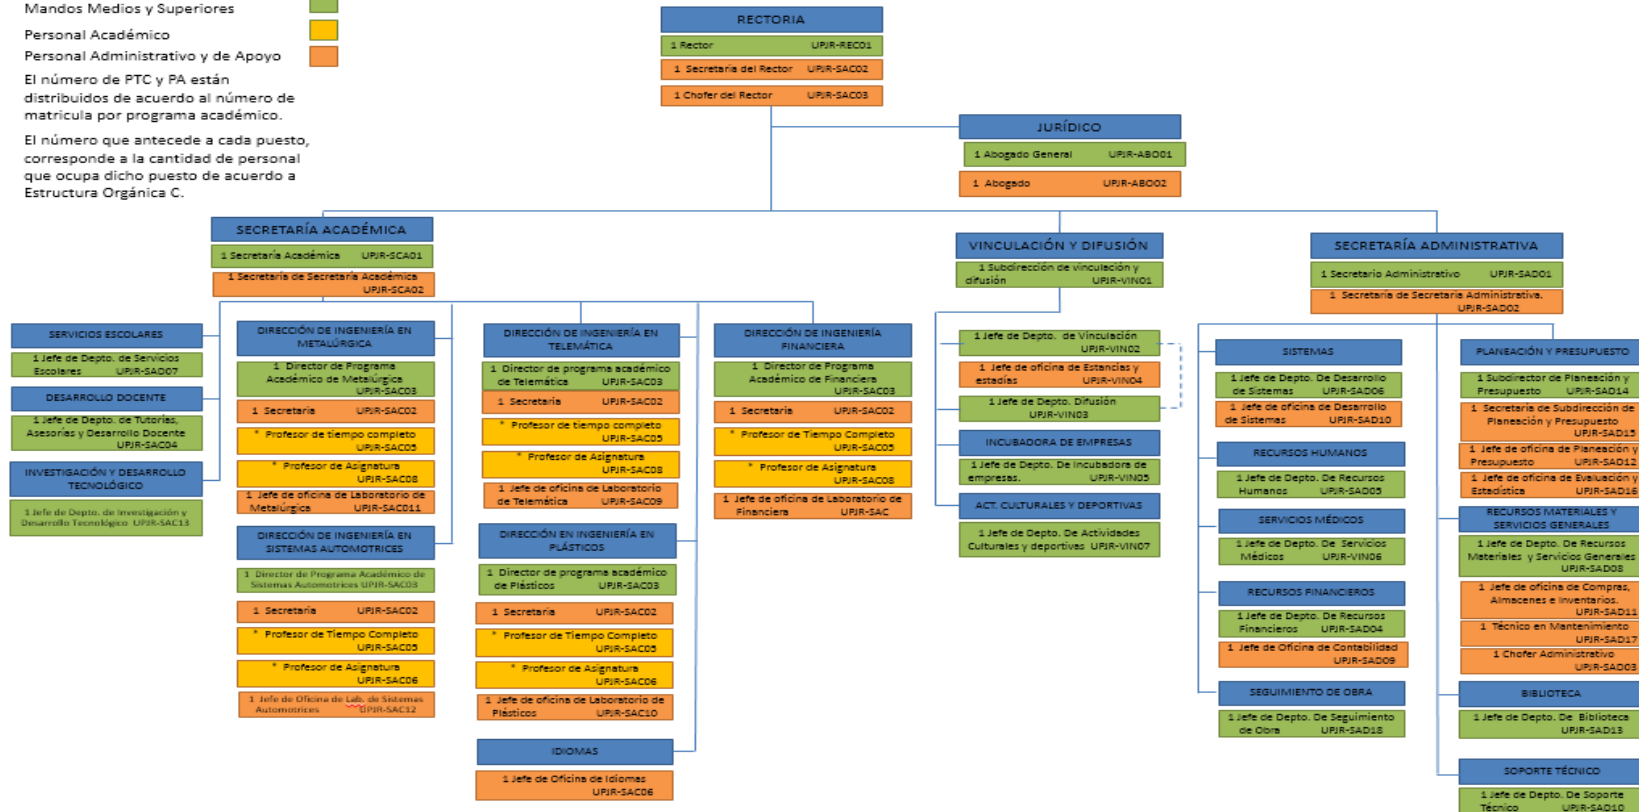 Mandos Medios y Superiores
Personal Académico
Personal Administrativo y de Apoyo
El número de PTC y PA están
distribuidos de acuerdo al número de
matricula por programa académico.
El número que antecede a cada puesto,
corresponde a la cantidad de personal
que ocupa dicho puesto de acuerdo a
Estructura Orgánica C.
RECTORIA
1 Rector UPJR-REC01
1 Secretaría del Rector UPJR-SAC02
1 Chofer del Rector UPJR-SAC03
JURÍDICO
1 Abogado General UPJR-ABO01
1 Abogado UPJR-ABO02
SECRETARÍA ACADÉMICA
1 Secretaría Académica UPJR-SCA01
1 Secretaría de Secretaría Académica
UPJR-SCA02
SERVICIOS ESCOLARES
1 Jefe de Depto. de Servicios
Escolares UPJR-SAD07
DESARROLLO DOCENTE
1 Jefe de Depto. de Tutorias,
Asesorías y Desarrollo Docente
UPJR-SAC04
INVESTIGACIÓN Y DESARROLLO
TECNOLÓGICO
1 Jefe de Depto. de Investigación y
Desarrollo Tecnológico UPJR-SAC13
DIRECCIÓN DE INGENIERÍA EN
METALÚRGICA
1 Director de Programa
Académico de Metalúrgica
UPJR-SAC03
1 Secretaria UPJR-SAC02
* Profesor de tiempo completo
UPJR-SAC05
* Profesor de Asignatura
UPJR-SAC08
1 Jefe de oficina de Laboratorio de
Metalúrgica UPJR-SAC011
DIRECCIÓN DE INGENIERÍA EN
SISTEMAS AUTOMOTRICES
1 Director de Programa Académico de
Sistemas Automotrices UPJR-SAC03
1 Secretaria UPJR-SAC02
* Profesor de Tiempo Completo
UPJR-SAC05
* Profesor de Asignatura
UPJR-SAC06
1 Jefe de Oficina de Lab. de Sistemas
Automotrices UPJR-SAC12
DIRECCIÓN DE INGENIERÍA EN
TELEMÁTICA
1 Director de programa académico
de Telemática UPJR-SAC03
1 Secretaria UPJR-SAC02
* Profesor de tiempo completo
UPJR-SAC05
* Profesor de Asignatura
UPJR-SAC08
1 Jefe de oficina de Laboratorio
de Telemática UPJR-SAC09
DIRECCIÓN EN INGENIERÍA EN
PLÁSTICOS
1 Director de programa académico
de Plásticos UPJR-SAC03
1 Secretaria UPJR-SAC02
* Profesor de Tiempo Completo
UPJR-SAC05
* Profesor de Asignatura
UPJR-SAC06
1 Jefe de oficina de Laboratorio de
Plásticos UPJR-SAC10
IDIOMAS
1 Jefe de Oficina de Idiomas
UPJR-SAC06
DIRECCIÓN DE INGENIERÍA
FINANCIERA
1 Director de Programa
Académico de Financiera
UPJR-SAC03
1 Secretaria UPJR-SAC02
* Profesor de Tiempo Completo
UPJR-SAC05
* Profesor de Asignatura
UPJR-SAC08
1 Jefe de oficina de Laboratorio de
Financiera UPJR-SAC
VINCULACIÓN Y DIFUSIÓN
1 Subdirección de vinculación y
difusión UPJR-VIN01
1 Jefe de Depto. de Vinculación
UPJR-VIN02
1 Jefe de oficina de Estancias y
estadías UPJR-VIN04
1 Jefe de Depto. Difusión
UPJR-VIN03
INCUBADORA DE EMPRESAS
1 Jefe de Depto. De Incubadora de
empresas. UPJR-VIN05
ACT. CULTURALES Y DEPORTIVAS
1 Jefe de Depto. De Actividades
Culturales y deportivas UPJR-VIN07
SECRETARÍA ADMINISTRATIVA
1 Secretario Administrativo UPJR-SAD01
1 Secretaria de Secretaría Administrativa.
UPJR-SAD02
SISTEMAS
1 Jefe de Depto. De Desarrollo
de Sistemas UPJR-SAD06
1 Jefe de oficina de Desarrollo
de Sistemas UPJR-SAD10
RECURSOS HUMANOS
1 Jefe de Depto. De Recursos
Humanos UPJR-SAD05
SERVICIOS MÉDICOS
1 Jefe de Depto. De Servicios
Médicos UPJR-VIN06
RECURSOS FINANCIEROS
1 Jefe de Depto. De Recursos
Financieros UPJR-SAD04
1 Jefe de Oficina de Contabilidad
UPJR-SAD09
SEGUIMIENTO DE OBRA
1 Jefe de Depto. De Seguimiento
de Obra UPJR-SAD18
PLANEACIÓN Y PRESUPUESTO
1 Subdirector de Planeación y
Presupuesto UPJR-SAD14
1 Secretaria de Subdirección de
Planeación y Presupuesto
UPJR-SAD15
1 Jefe de oficina de Planeación y
Presupuesto UPJR-SAD12
1 Jefe de oficina de Evaluación y
Estadística UPJR-SAD16
RECURSOS MATERIALES Y
SERVICIOS GENERALES
1 Jefe de Depto. De Recursos
Materiales y Servicios Generales
UPJR-SAD08
1 Jefe de oficina de Compras,
Almacenes e Inventarios.
UPJR-SAD11
1 Técnico en Mantenimiento
UPJR-SAD17
1 Chofer Administrativo
UPJR-SAD03
BIBLIOTECA
1 Jefe de Depto. De Biblioteca
UPJR-SAD13
SOPORTE TÉCNICO
1 Jefe de Depto. De Soporte
Técnico UPJR-SAD10